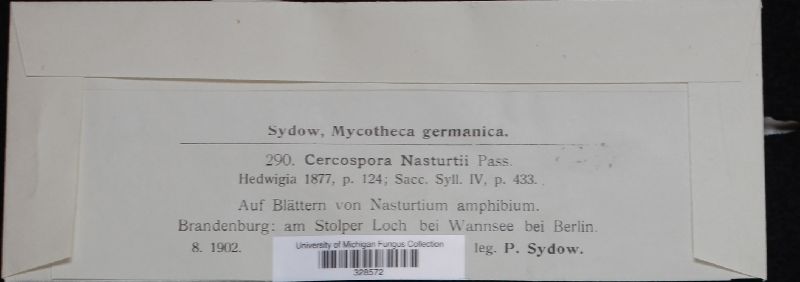 Sydow, Mycotheca germanica.
290. Cercospora Nasturtii Pass.
Hedwigia 1877, p. 124; Sacc. Syll. IV, p. 433.
Auf Blättern von Nasturtium amphibium.
Brandenburg: am Stolper Loch bei Wannsee bei Berlin.
8. 1902. leg. P. Sydow.
University of Michigan Fungus Collection
328572